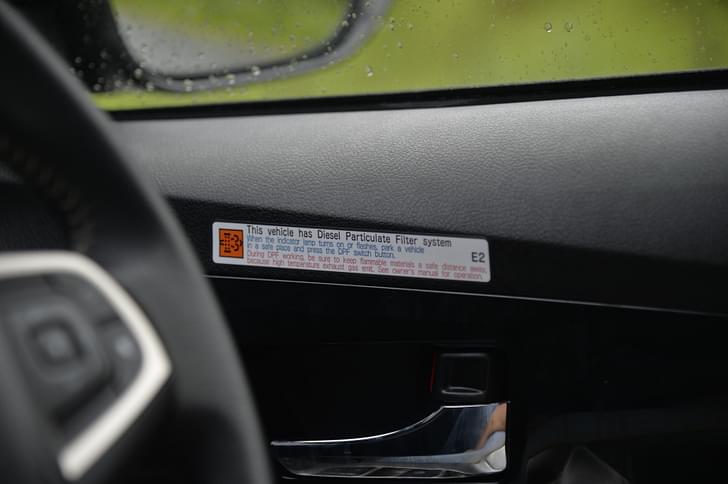 This vehicle has Diesel Particulate Filter system
When the indicator lamp turns on or flashes, park a vehicle
in a safe place and press the DPF switch button.
During DPF working, be sure to keep flammable materials a safe distance away,
because high temperature exhaust gas emit. See owner's manual for operation.
E2